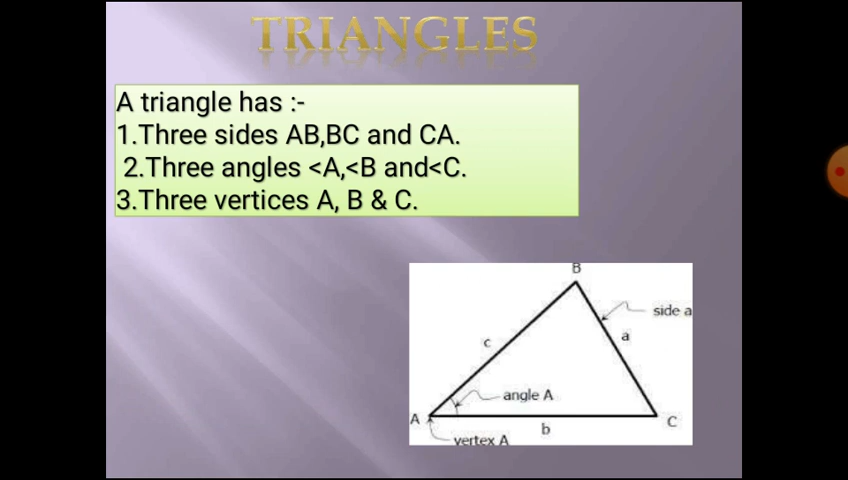 TRIANGLES
A triangle has :-
1.Three sides AB,BC and CA.
2.Three angles <A,<B and<C.
3.Three vertices A, B & C.
B
side a
c
a
angle A
A
C
b
vertex A